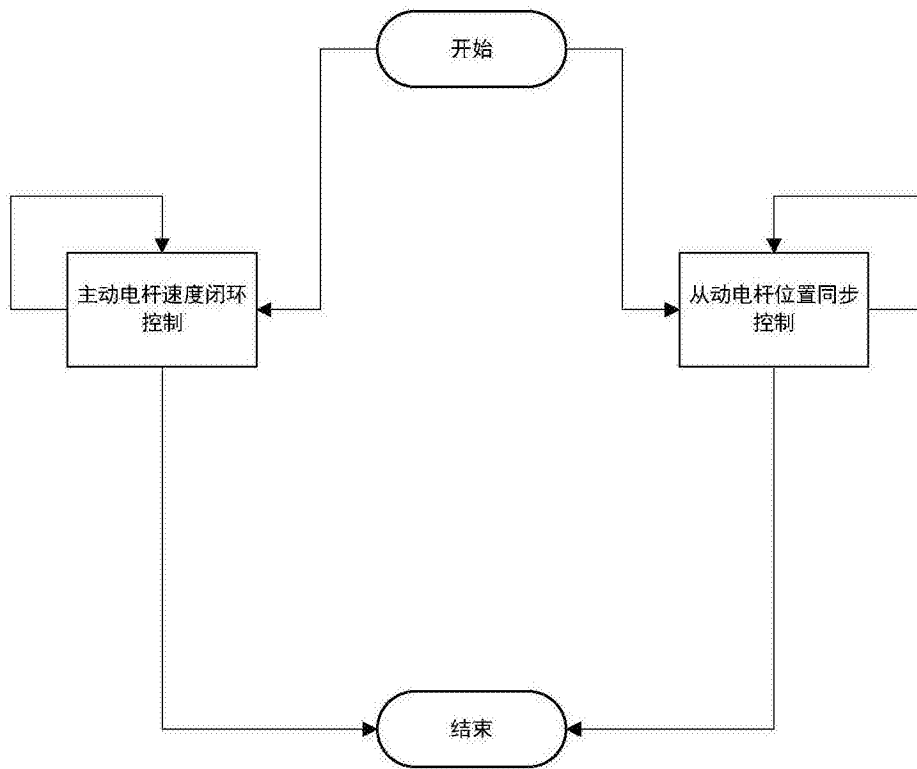 开始
主动电杆速度闭环
控制
从动电杆位置同步
控制
结束